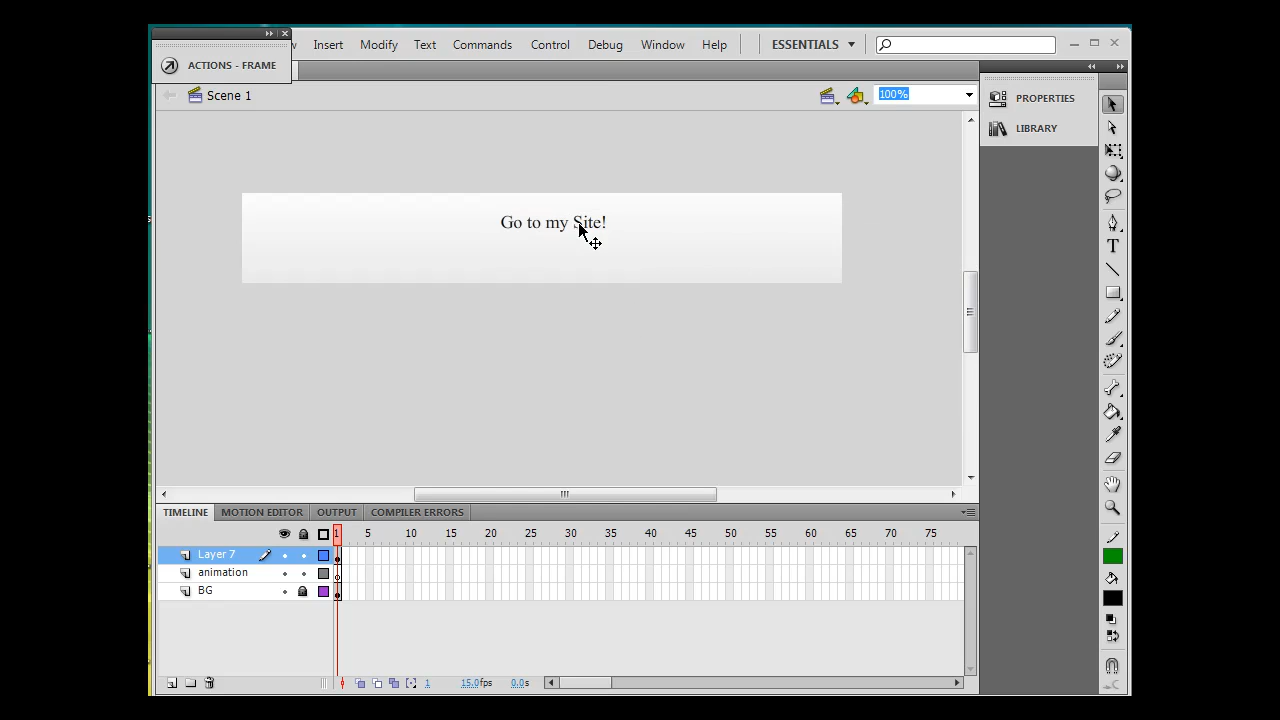 Insert Modify Text Commands Control Debug Window Help ESSENTIALS
ACTIONS - FRAME
Scene 1
100%
PROPERTIES
LIBRARY
Go to my Site!
TIMELINE MOTION EDITOR OUTPUT COMPILER ERRORS
1 5 10 15 20 25 30 35 40 45 50 55 60 65 70 75
Layer 7
animation
BG
1 15.0fps 0.0s